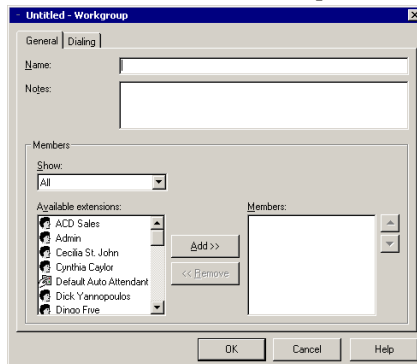 Untitled - Workgroup
General Dialing
Name:
Notes:
Members
Show:
All
Available extensions:
Members:
ACD Sales
Admin
Cecilia St. John
Cynthia Caylor
Default Auto Attendant
Dick Yannopoulos
Dingo Frye
Add >>
<< Remove
OK Cancel Help